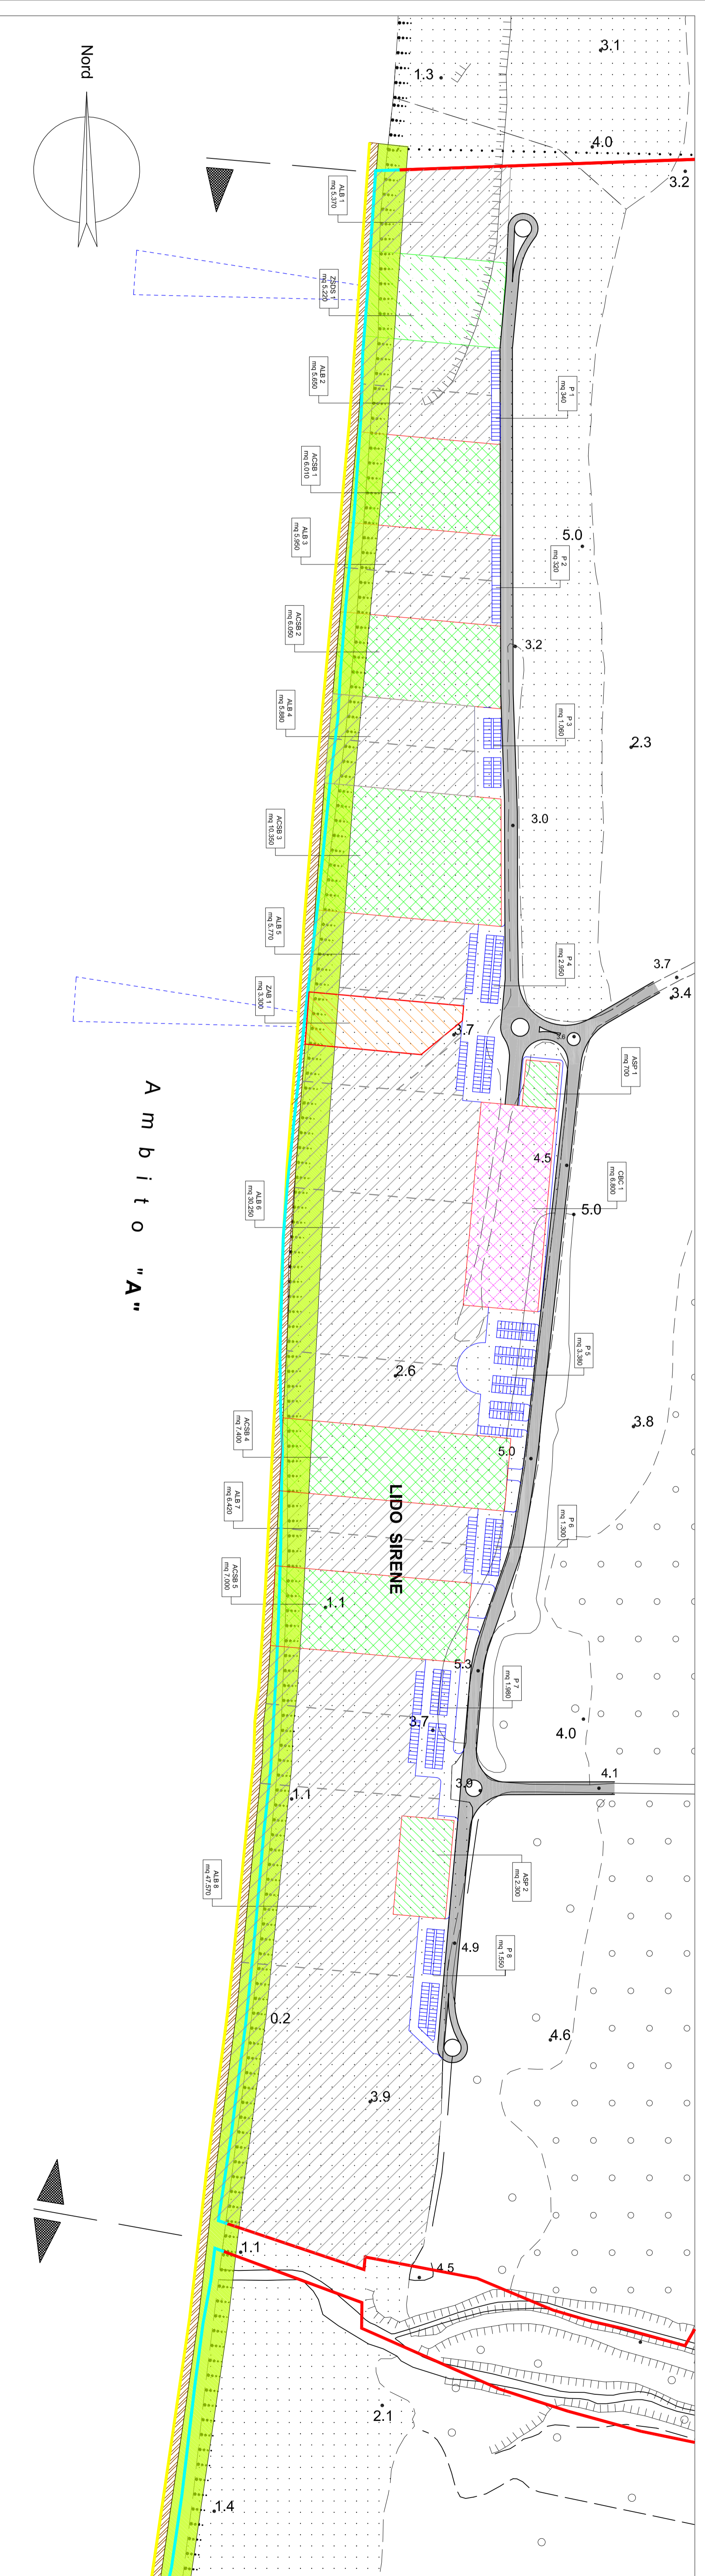 Nord
3.1
1.3
4.0
3.2
ALB 1
mq 5.370
ZSDS 1
mq 5.220
ALB 2
mq 5.650
P 1
mq 340
ACSB 1
mq 6.010
ALB 3
mq 5.950
5.0
P 2
mq 320
ACSB 2
mq 6.050
3.2
ALB 4
mq 5.880
P 3
mq 1.060
2.3
ACSB 3
mq 10.350
3.0
ALB 5
mq 5.770
P 4
mq 2.950
3.7
3.4
ZAB 1
mq 3.300
3.7
3.6
ASP 1
mq 700
Ambito "A"
4.5
CBC 1
mq 6.800
5.0
ALB 6
mq 30.250
P 5
mq 3.380
2.6
3.8
ACSB 4
mq 7.400
5.0
LIDO SIRENE
ALB 7
mq 6.420
P 6
mq 1.300
ACSB 5
mq 7.000
1.1
5.3
P 7
mq 1.980
3.7
4.0
3.9
4.1
1.1
ALB 8
mq 47.570
ASP 2
mq 2.300
4.9
P 8
mq 1.550
0.2
4.6
3.9
1.1
4.5
2.1
1.4